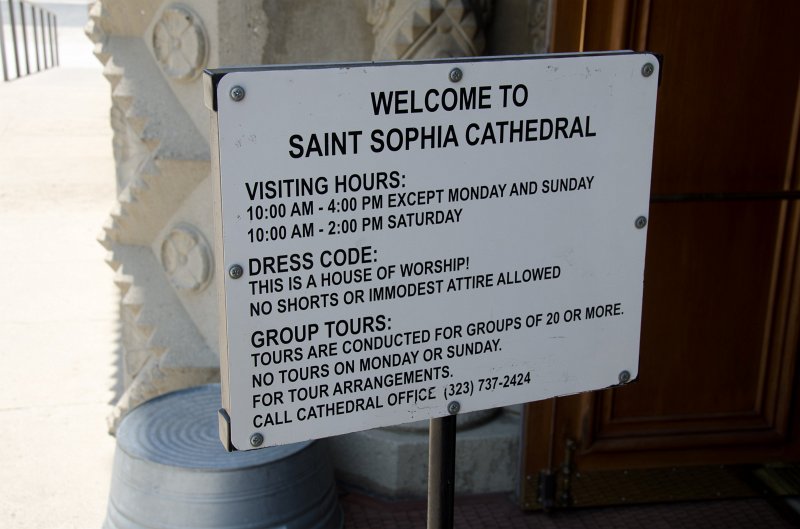 WELCOME TO
SAINT SOPHIA CATHEDRAL
VISITING HOURS:
10:00 AM - 4:00 PM EXCEPT MONDAY AND SUNDAY
10:00 AM - 2:00 PM SATURDAY
DRESS CODE:
THIS IS A HOUSE OF WORSHIP!
NO SHORTS OR IMMODEST ATTIRE ALLOWED
GROUP TOURS:
TOURS ARE CONDUCTED FOR GROUPS OF 20 OR MORE.
NO TOURS ON MONDAY OR SUNDAY.
FOR TOUR ARRANGEMENTS.
CALL CATHEDRAL OFFICE (323) 737-2424